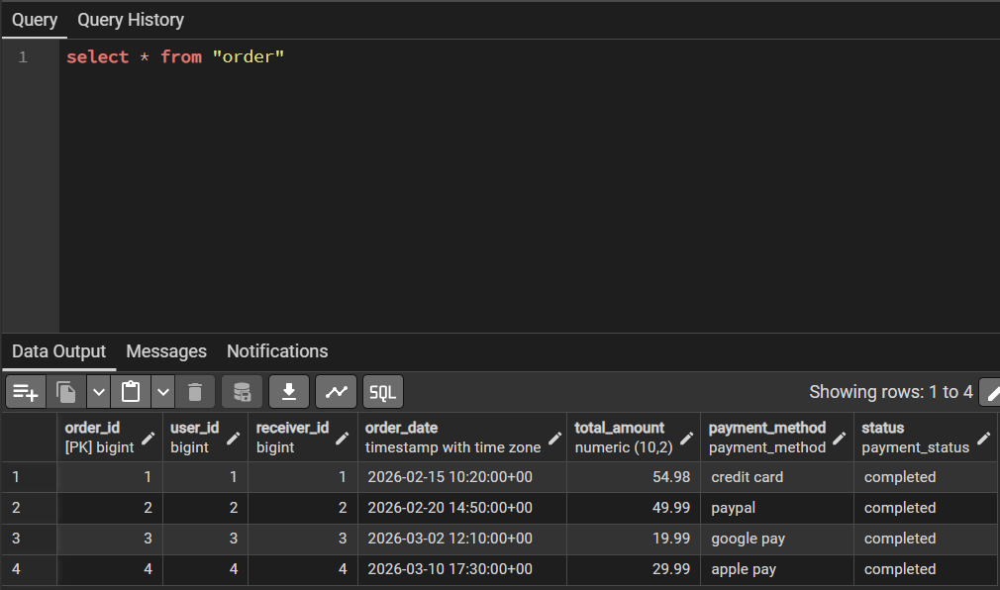 Query Query History
1 select * from "order"
Data Output Messages Notifications
SQL Showing rows: 1 to 4
order_id user_id receiver_id order_date total_amount payment_method status
[PK] bigint bigint bigint timestamp with time zone numeric (10,2) payment_method payment_status
1 1 1 1 2026-02-15 10:20:00+00 54.98 credit card completed
2 2 2 2 2026-02-20 14:50:00+00 49.99 paypal completed
3 3 3 3 2026-03-02 12:10:00+00 19.99 google pay completed
4 4 4 4 2026-03-10 17:30:00+00 29.99 apple pay completed